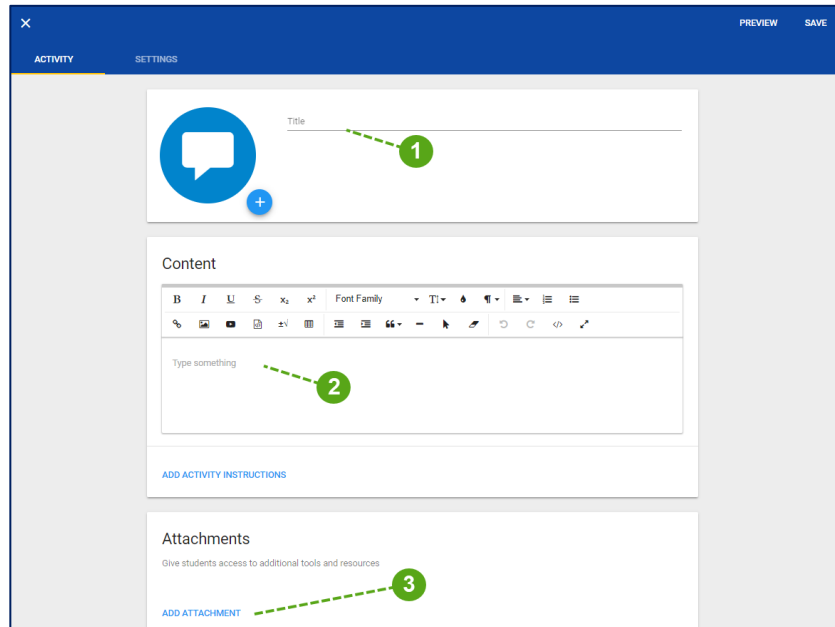 PREVIEW SAVE
ACTIVITY SETTINGS
Title
1
Content
B I U S x₂ x² Font Family
Type something
2
ADD ACTIVITY INSTRUCTIONS
Attachments
Give students access to additional tools and resources
3
ADD ATTACHMENT